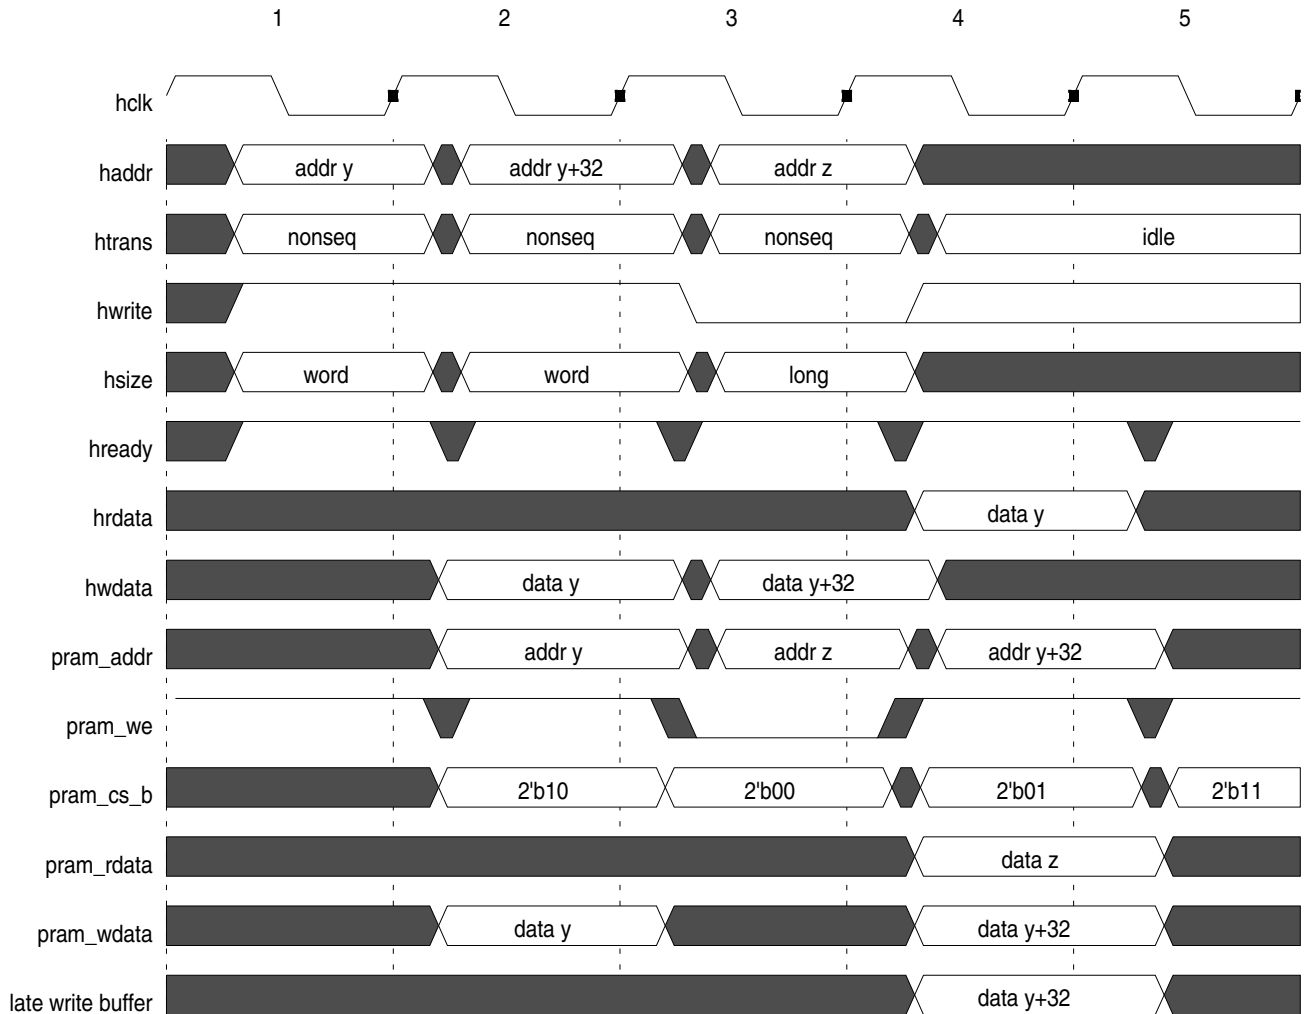 1 2 3 4 5
hclk
haddr addr y addr y+32 addr z
htrans nonseq nonseq nonseq idle
hwrite
hsize word word long
hready
hrdata data y
hwdata data y data y+32
pram_addr addr y addr z addr y+32
pram_we
pram_cs_b 2'b10 2'b00 2'b01 2'b11
pram_rdata data z
pram_wdata data y data y+32
late write buffer data y+32